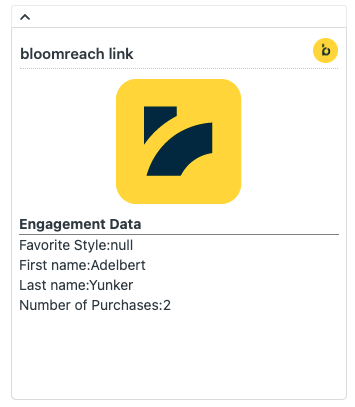 bloomreach link
b
Engagement Data
Favorite Style:null
First name:Adelbert
Last name:Yunker
Number of Purchases:2